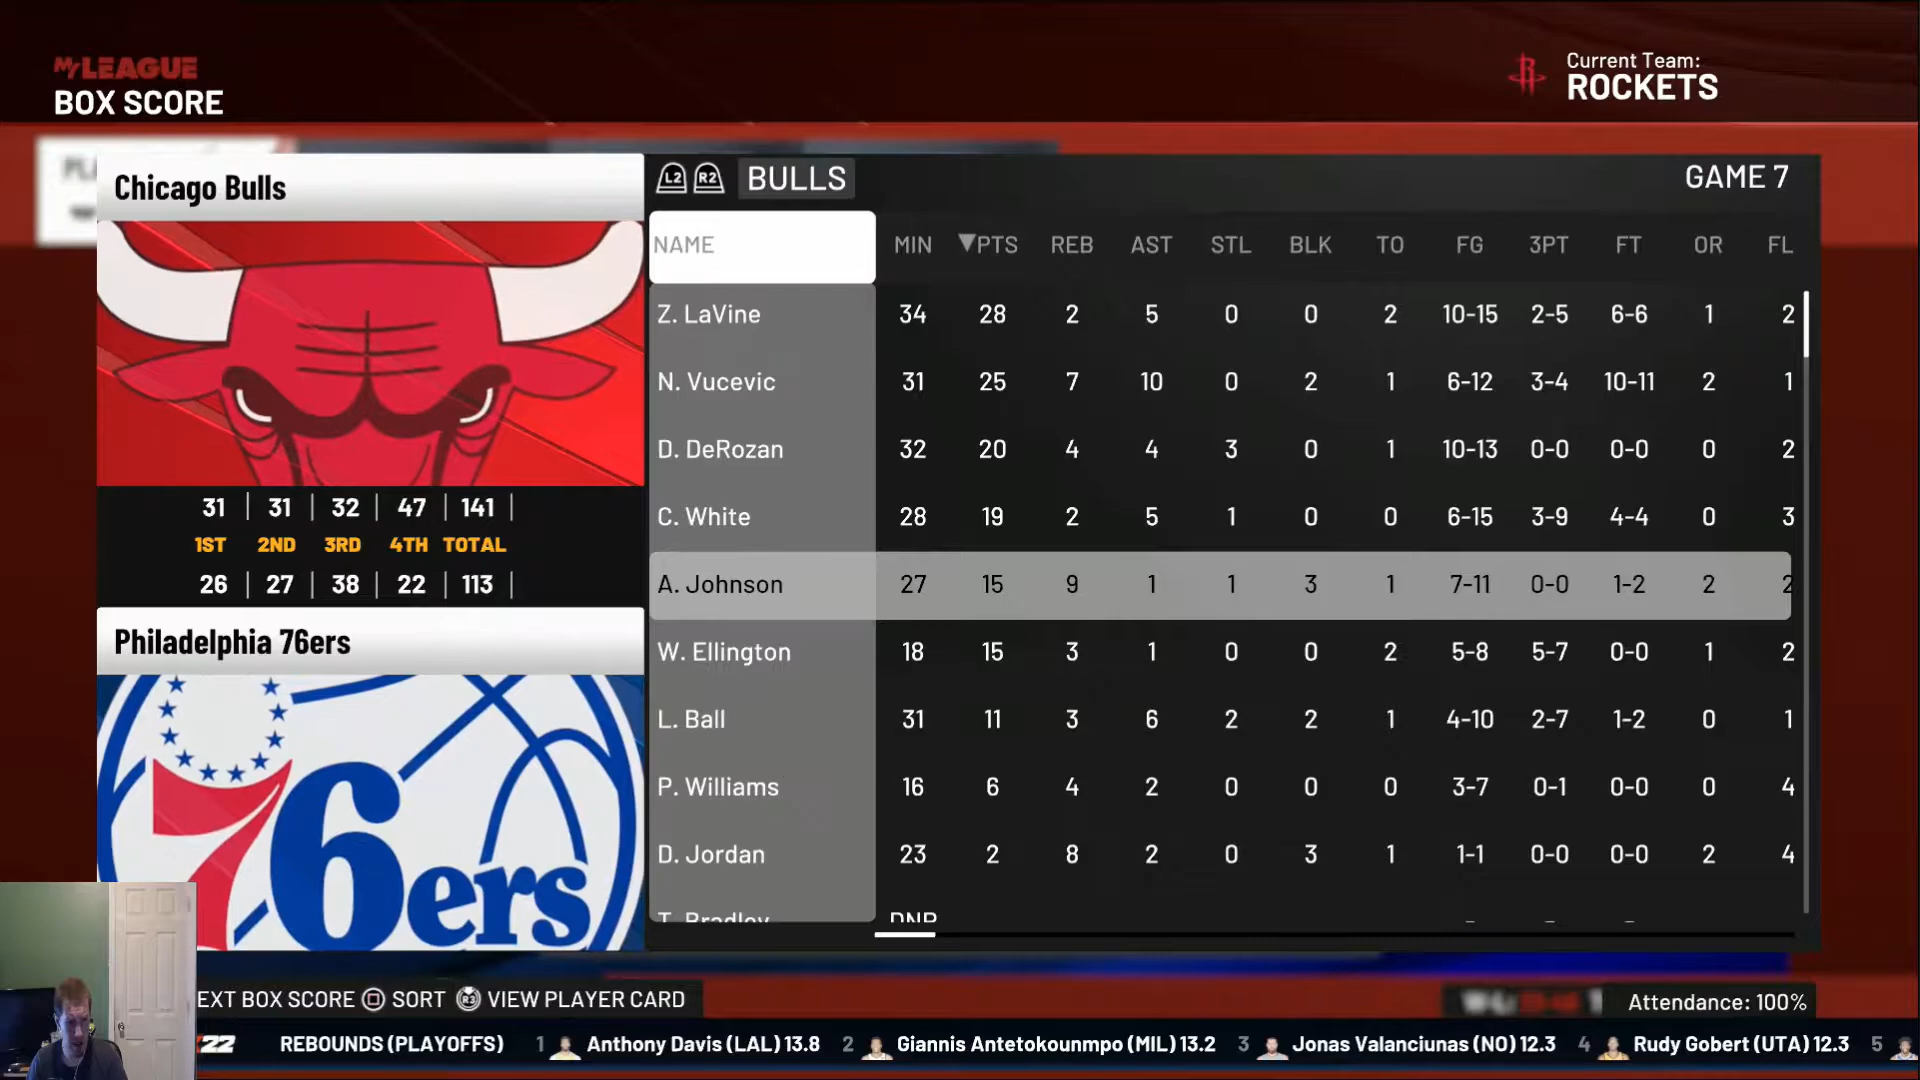 MyLEAGUE
BOX SCORE
Current Team:
ROCKETS
Chicago Bulls
31 | 31 | 32 | 47 | 141 |
1ST 2ND 3RD 4TH TOTAL
26 | 27 | 38 | 22 | 113 |
Philadelphia 76ers
76ers
L2 R2 BULLS
GAME 7
NAME MIN ▼PTS REB AST STL BLK TO FG 3PT FT OR FL
Z. LaVine 34 28 2 5 0 0 2 10-15 2-5 6-6 1 2
N. Vucevic 31 25 7 10 0 2 1 6-12 3-4 10-11 2 1
D. DeRozan 32 20 4 4 3 0 1 10-13 0-0 0-0 0 2
C. White 28 19 2 5 1 0 0 6-15 3-9 4-4 0 3
A. Johnson 27 15 9 1 1 3 1 7-11 0-0 1-2 2 2
W. Ellington 18 15 3 1 0 0 2 5-8 5-7 0-0 1 2
L. Ball 31 11 3 6 2 2 1 4-10 2-7 1-2 0 1
P. Williams 16 6 4 2 0 0 0 3-7 0-1 0-0 0 4
D. Jordan 23 2 8 2 0 3 1 1-1 0-0 0-0 2 4
T. Bradley DNP - - -
EXT BOX SCORE SORT R3 VIEW PLAYER CARD
Attendance: 100%
22 REBOUNDS (PLAYOFFS) 1 Anthony Davis (LAL) 13.8 2 Giannis Antetokounmpo (MIL) 13.2 3 Jonas Valanciunas (NO) 12.3 4 Rudy Gobert (UTA) 12.3 5